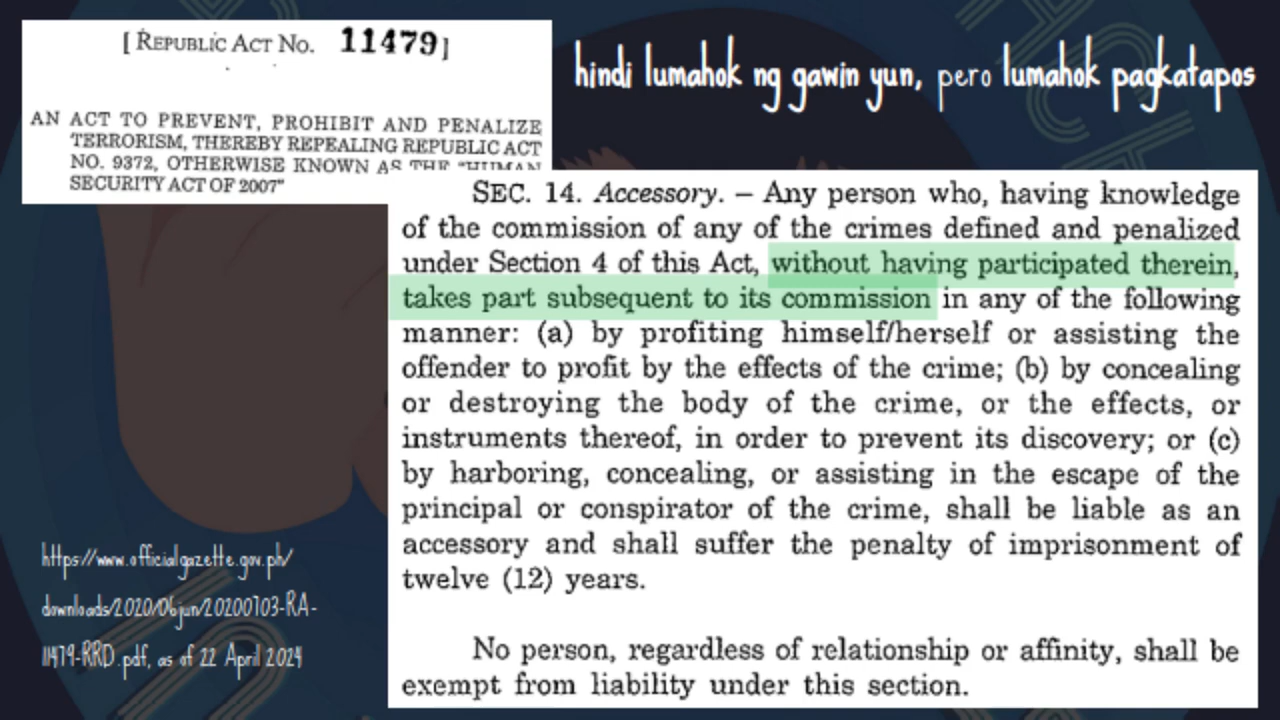 [ REPUBLIC ACT NO. 11479 ]
AN ACT TO PREVENT, PROHIBIT AND PENALIZE
TERRORISM, THEREBY REPEALING REPUBLIC ACT
NO. 9372, OTHERWISE KNOWN AS THE "HUMAN
SECURITY ACT OF 2007"
hindi lumahok ng gawin yun, pero lumahok pagkatapos
SEC. 14. Accessory. – Any person who, having knowledge
of the commission of any of the crimes defined and penalized
under Section 4 of this Act, without having participated therein,
takes part subsequent to its commission in any of the following
manner: (a) by profiting himself/herself or assisting the
offender to profit by the effects of the crime; (b) by concealing
or destroying the body of the crime, or the effects, or
instruments thereof, in order to prevent its discovery; or (c)
by harboring, concealing, or assisting in the escape of the
principal or conspirator of the crime, shall be liable as an
accessory and shall suffer the penalty of imprisonment of
twelve (12) years.
No person, regardless of relationship or affinity, shall be
exempt from liability under this section.
https://www.officialgazette.gov.ph/
downloads/2020/06jun/20200703-RA-
11479-RRD.pdf, as of 22 April 2024